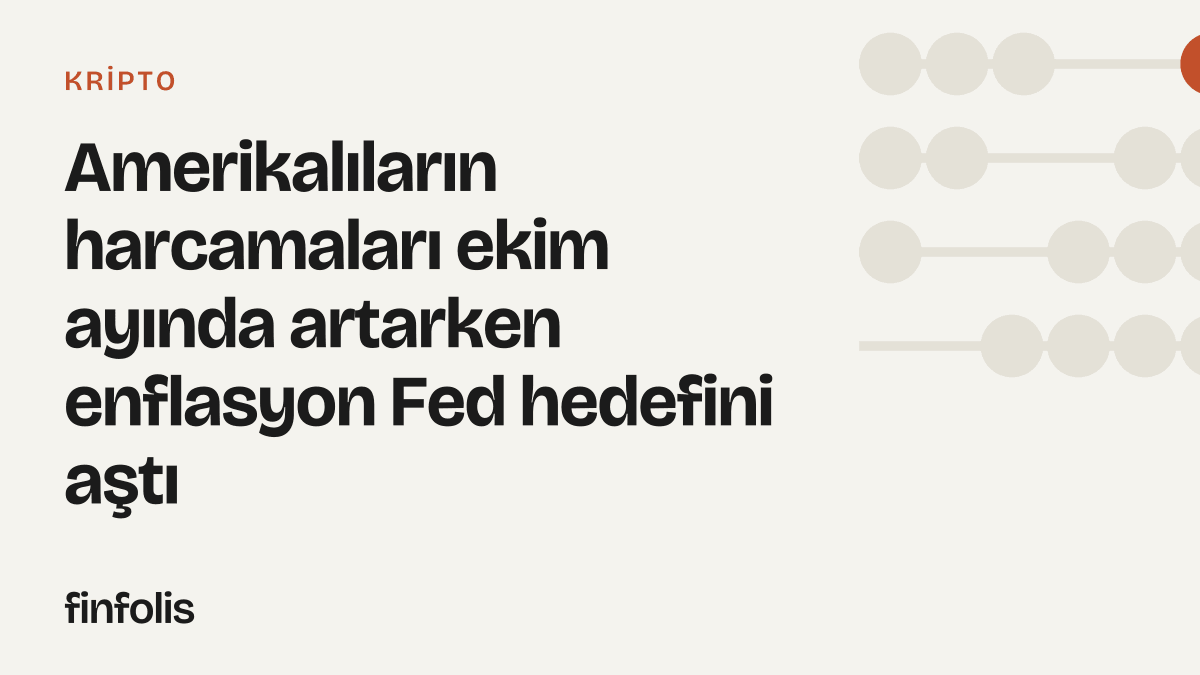 KRİPTO
Amerikalıların
harcamaları ekim
ayında artarken
enflasyon Fed hedefini
aştı
finfolis